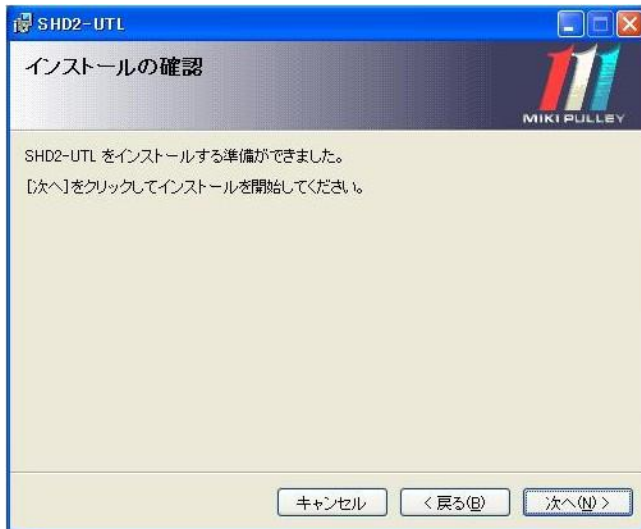 SHD2-UTL
インストールの確認
MIKI PULLEY
SHD2-UTL をインストールする準備ができました。
[次へ]をクリックしてインストールを開始してください。
キャンセル
< 戻る(B)
次へ(N) >